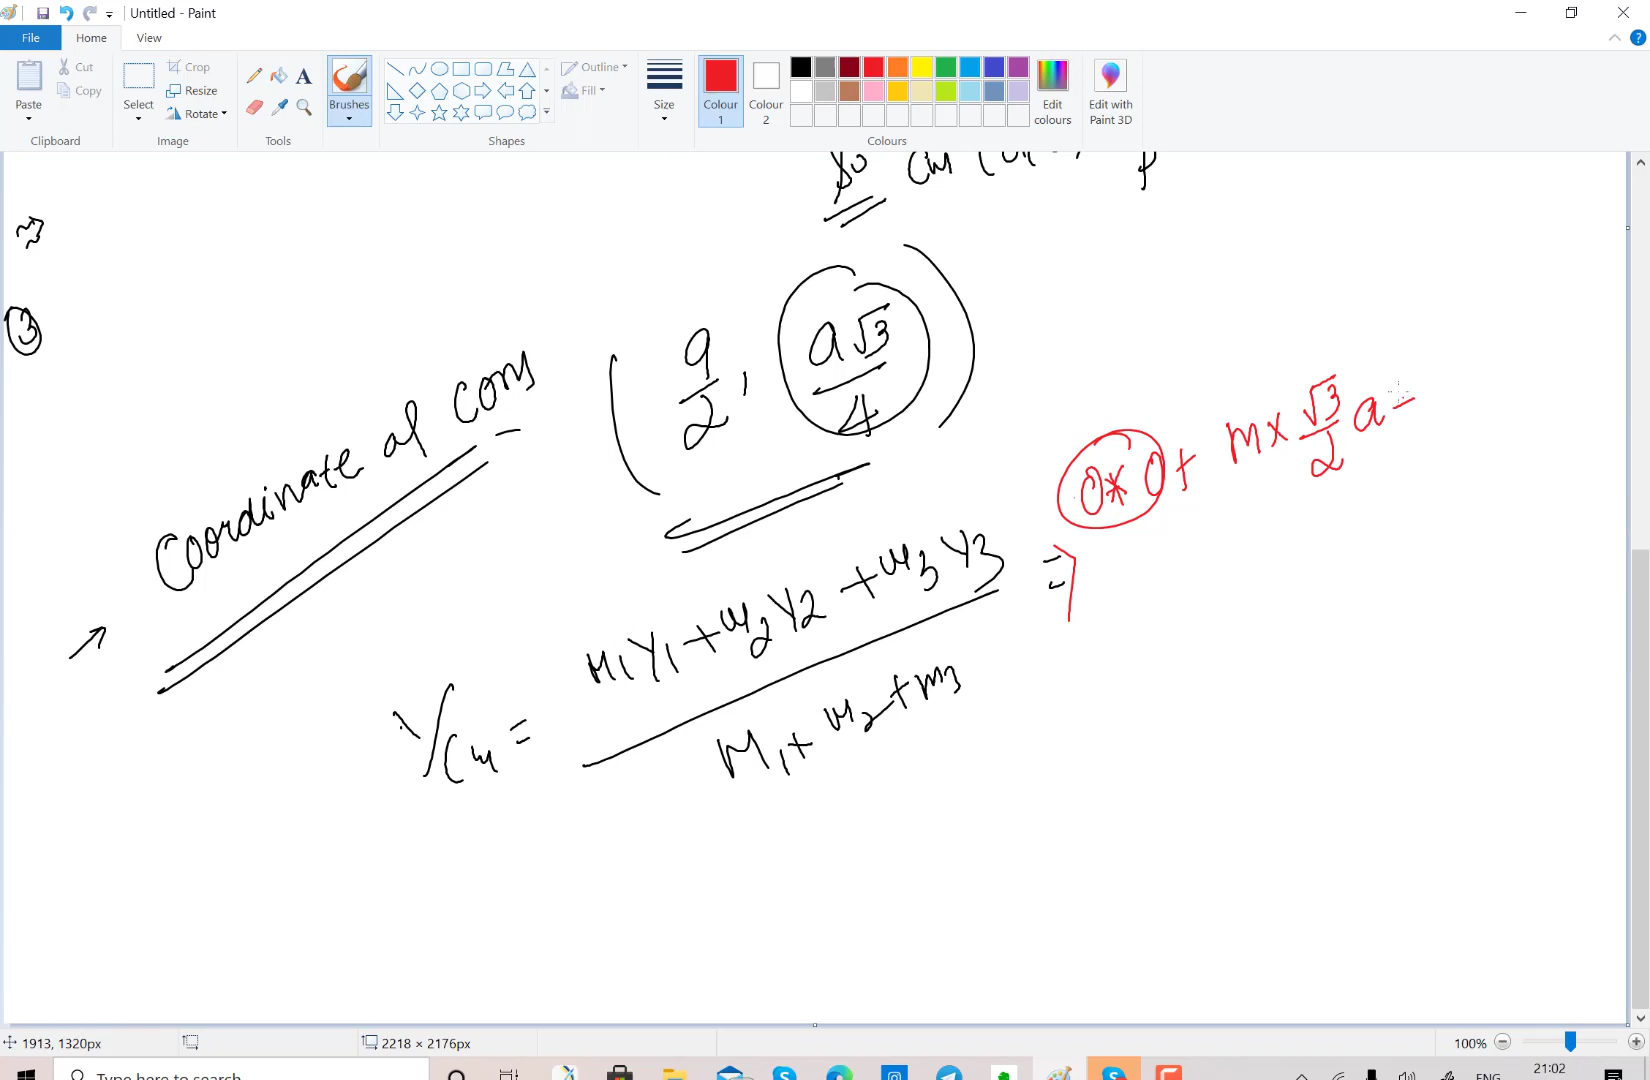 Untitled - Paint
File Home View
Paste Cut Copy Clipboard
Select Crop Resize Rotate Image
Tools
Brushes
Outline Fill Shapes
Size
Colour 1 Colour 2
Edit colours Edit with Paint 3D
Colours
So
3
Coordinate of Com
( a/2 , a√3/4 )
0*0 + m x √3/2 a
Ycm = M1Y1 + m2Y2 + m3Y3 =>
M1 + m2 + m3
1913, 1320px 2218 × 2176px 100%
Type here to search ENG 21:02